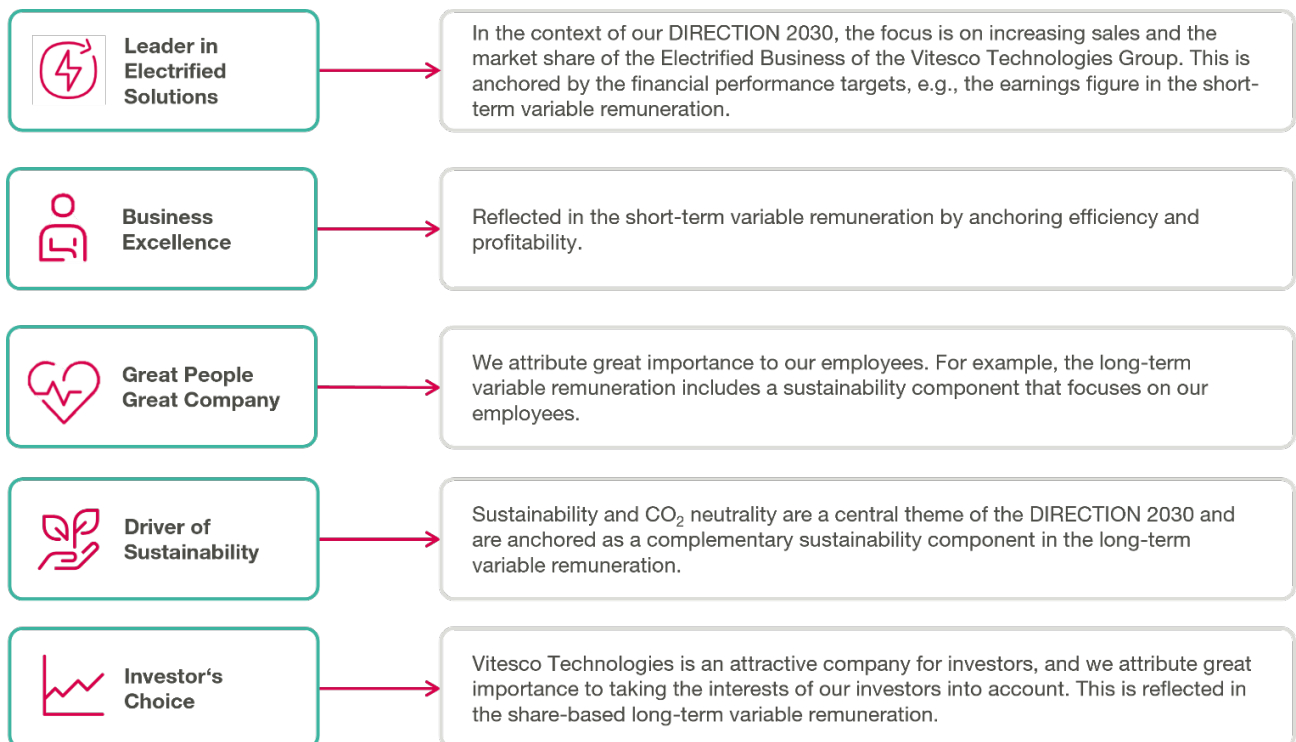 Leader in
Electrified
Solutions
In the context of our DIRECTION 2030, the focus is on increasing sales and the
market share of the Electrified Business of the Vitesco Technologies Group. This is
anchored by the financial performance targets, e.g., the earnings figure in the short-
term variable remuneration.
Business
Excellence
Reflected in the short-term variable remuneration by anchoring efficiency and
profitability.
Great People
Great Company
We attribute great importance to our employees. For example, the long-term
variable remuneration includes a sustainability component that focuses on our
employees.
Driver of
Sustainability
Sustainability and CO₂ neutrality are a central theme of the DIRECTION 2030 and
are anchored as a complementary sustainability component in the long-term
variable remuneration.
Investor‘s
Choice
Vitesco Technologies is an attractive company for investors, and we attribute great
importance to taking the interests of our investors into account. This is reflected in
the share-based long-term variable remuneration.